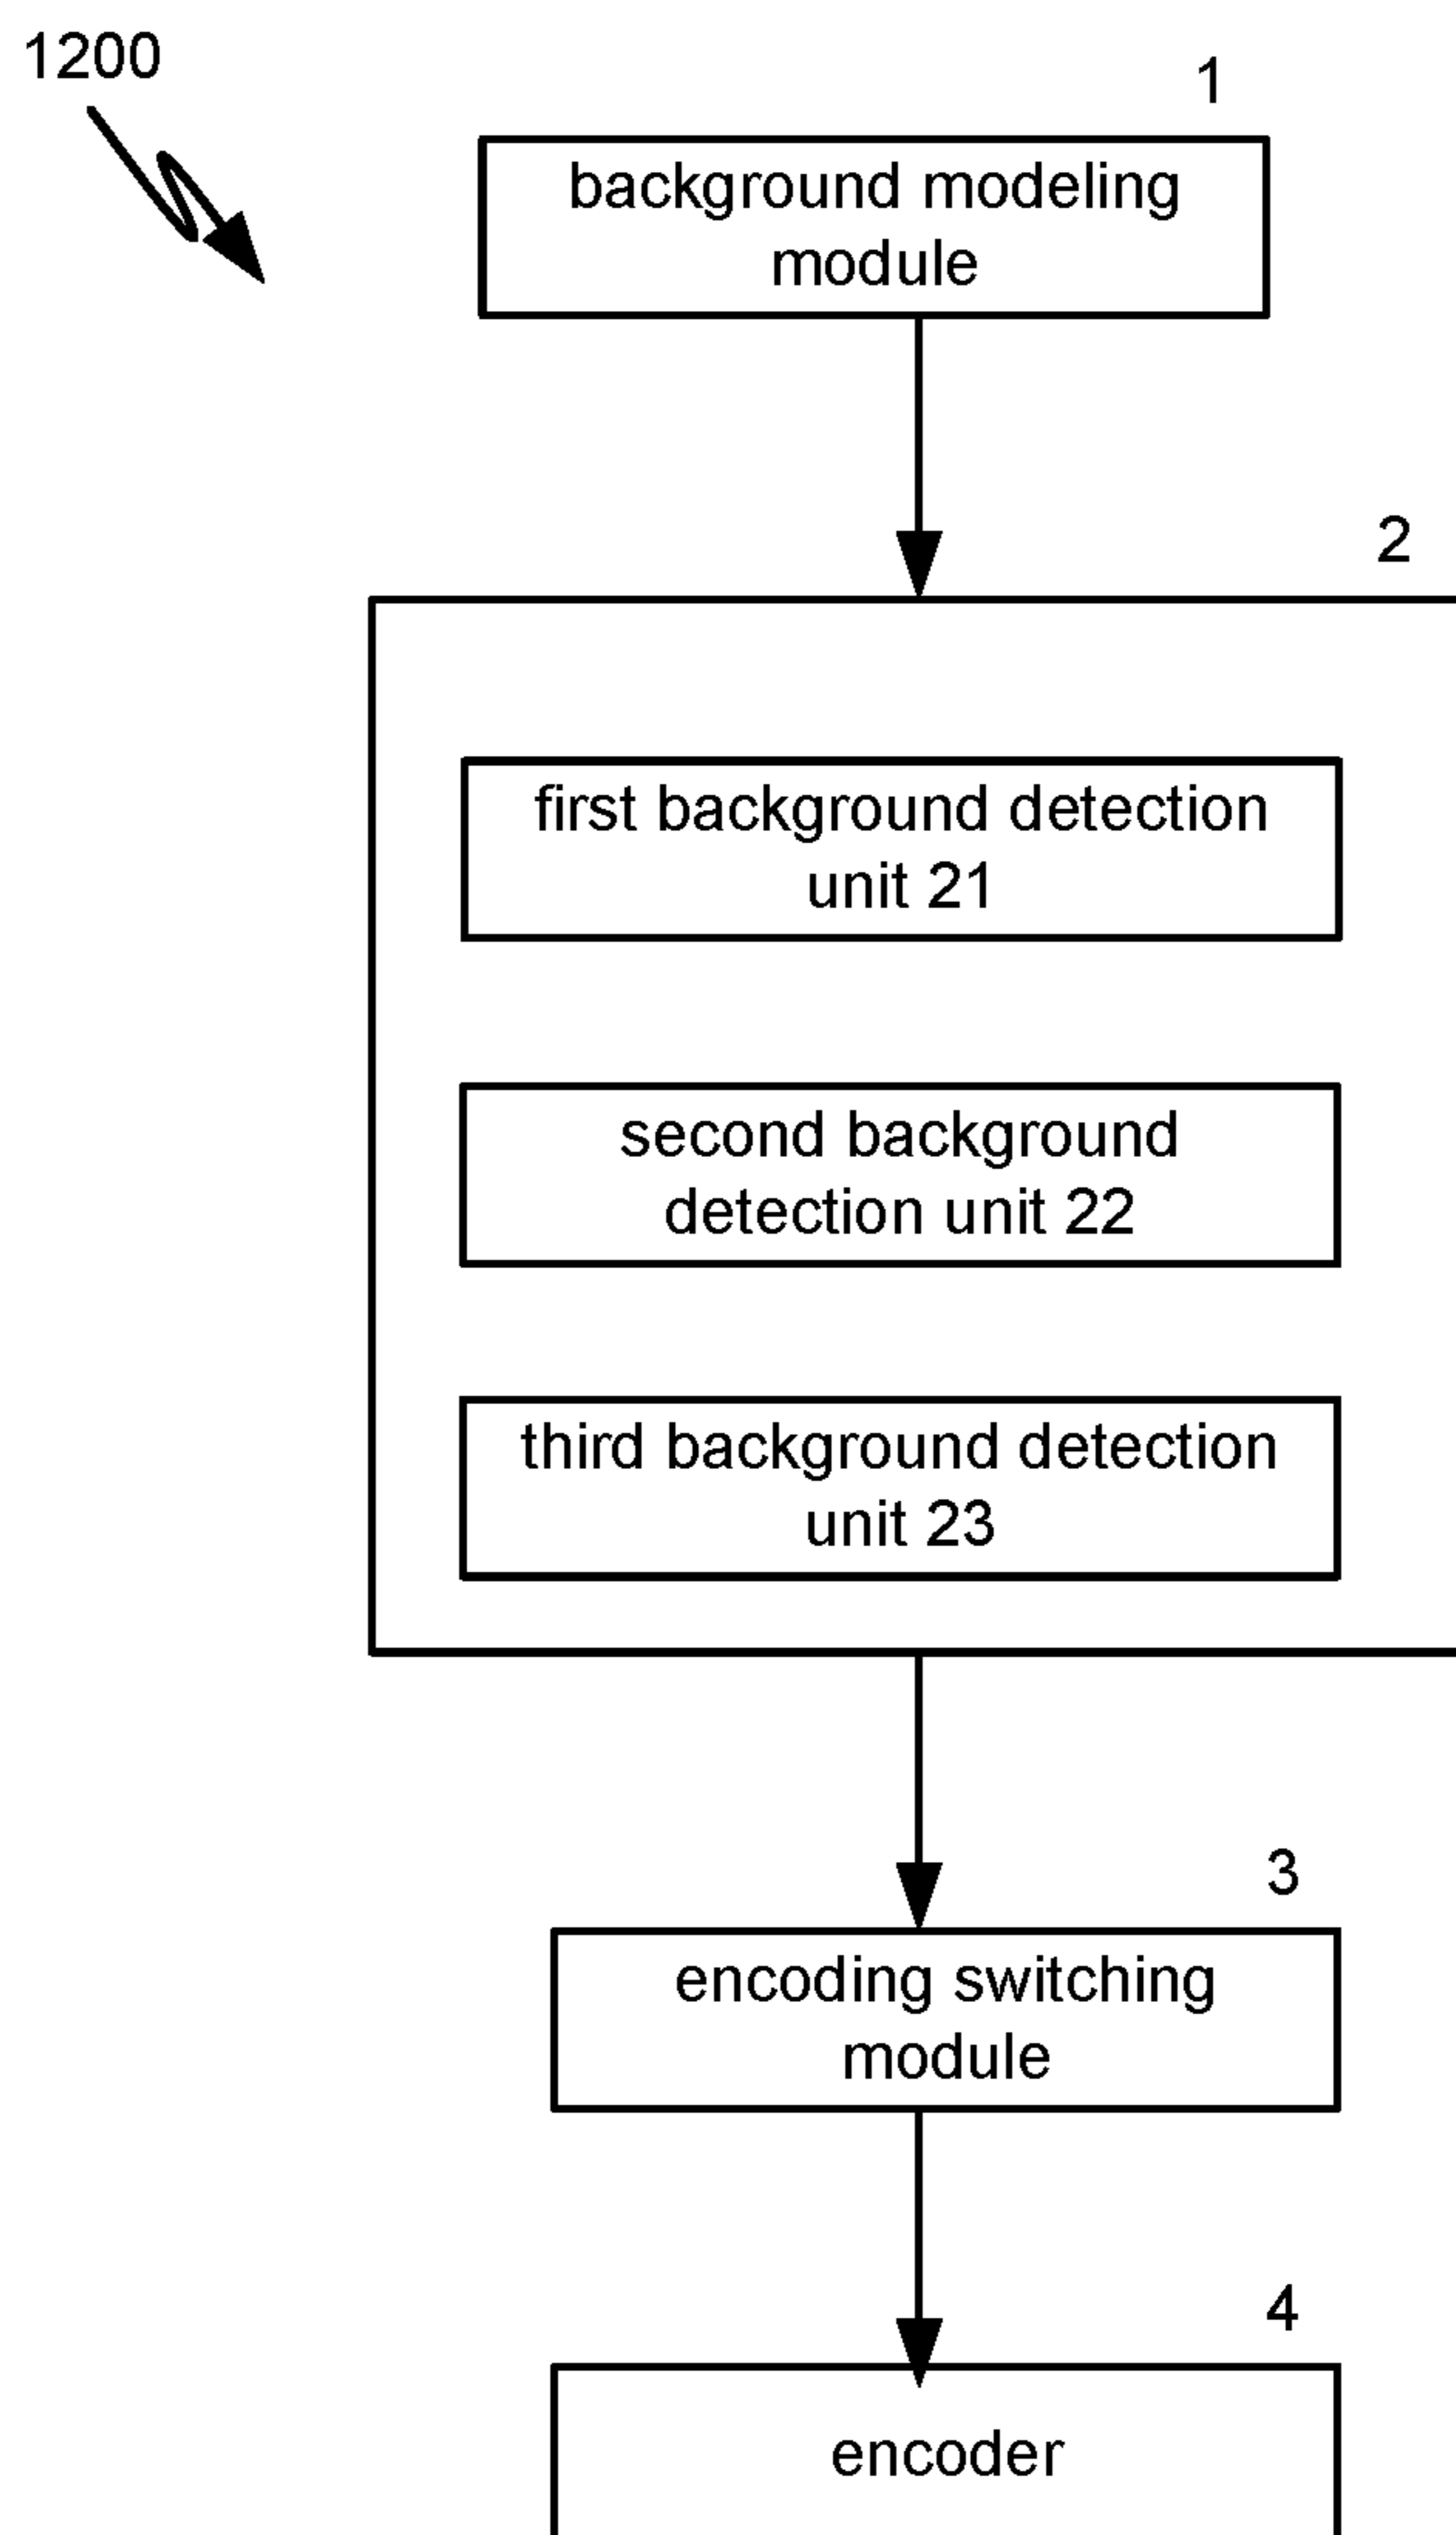 1200
1
background modeling
module
2
first background detection
unit 21
second background
detection unit 22
third background detection
unit 23
3
encoding switching
module
4
encoder